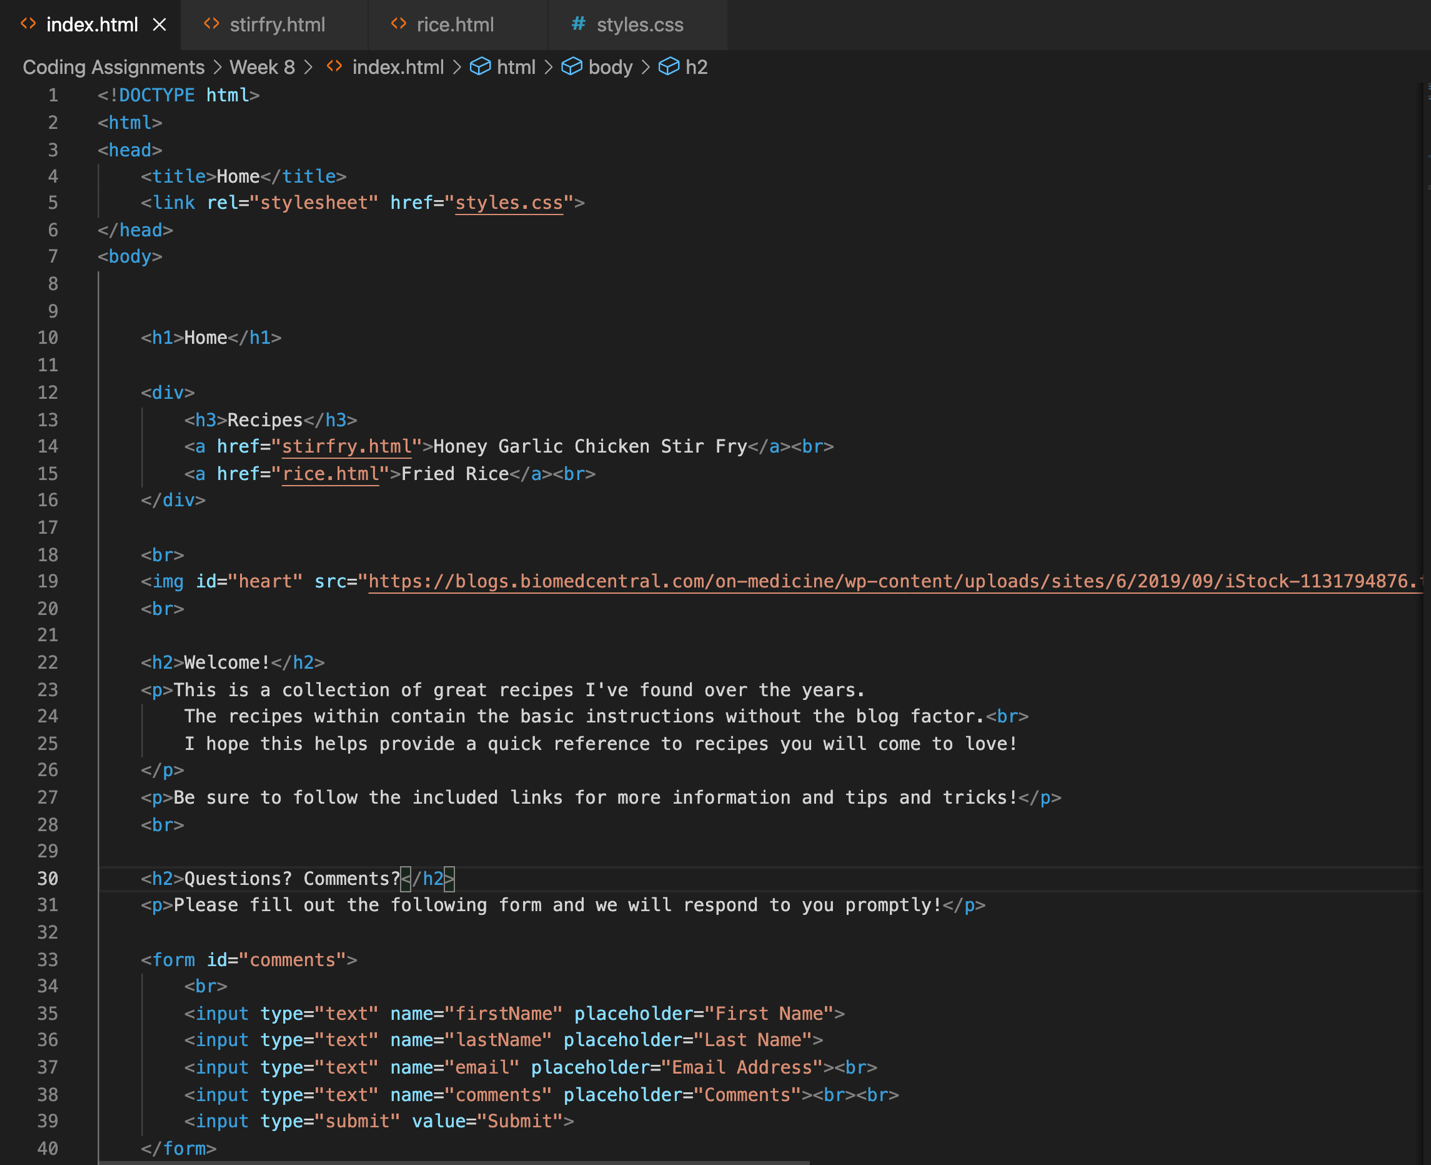 index.html × stirfry.html rice.html # styles.css
Coding Assignments > Week 8 > index.html > html > body > h2
1 <!DOCTYPE html>
2 <html>
3 <head>
4     <title>Home</title>
5     <link rel="stylesheet" href="styles.css">
6 </head>
7 <body>
8
9
10     <h1>Home</h1>
11
12     <div>
13         <h3>Recipes</h3>
14         <a href="stirfry.html">Honey Garlic Chicken Stir Fry</a><br>
15         <a href="rice.html">Fried Rice</a><br>
16     </div>
17
18     <br>
19     <img id="heart" src="https://blogs.biomedcentral.com/on-medicine/wp-content/uploads/sites/6/2019/09/iStock-1131794876.
20     <br>
21
22     <h2>Welcome!</h2>
23     <p>This is a collection of great recipes I've found over the years.
24         The recipes within contain the basic instructions without the blog factor.<br>
25         I hope this helps provide a quick reference to recipes you will come to love!
26     </p>
27     <p>Be sure to follow the included links for more information and tips and tricks!</p>
28     <br>
29
30     <h2>Questions? Comments?</h2>
31     <p>Please fill out the following form and we will respond to you promptly!</p>
32
33     <form id="comments">
34         <br>
35         <input type="text" name="firstName" placeholder="First Name">
36         <input type="text" name="lastName" placeholder="Last Name">
37         <input type="text" name="email" placeholder="Email Address"><br>
38         <input type="text" name="comments" placeholder="Comments"><br><br>
39         <input type="submit" value="Submit">
40     </form>